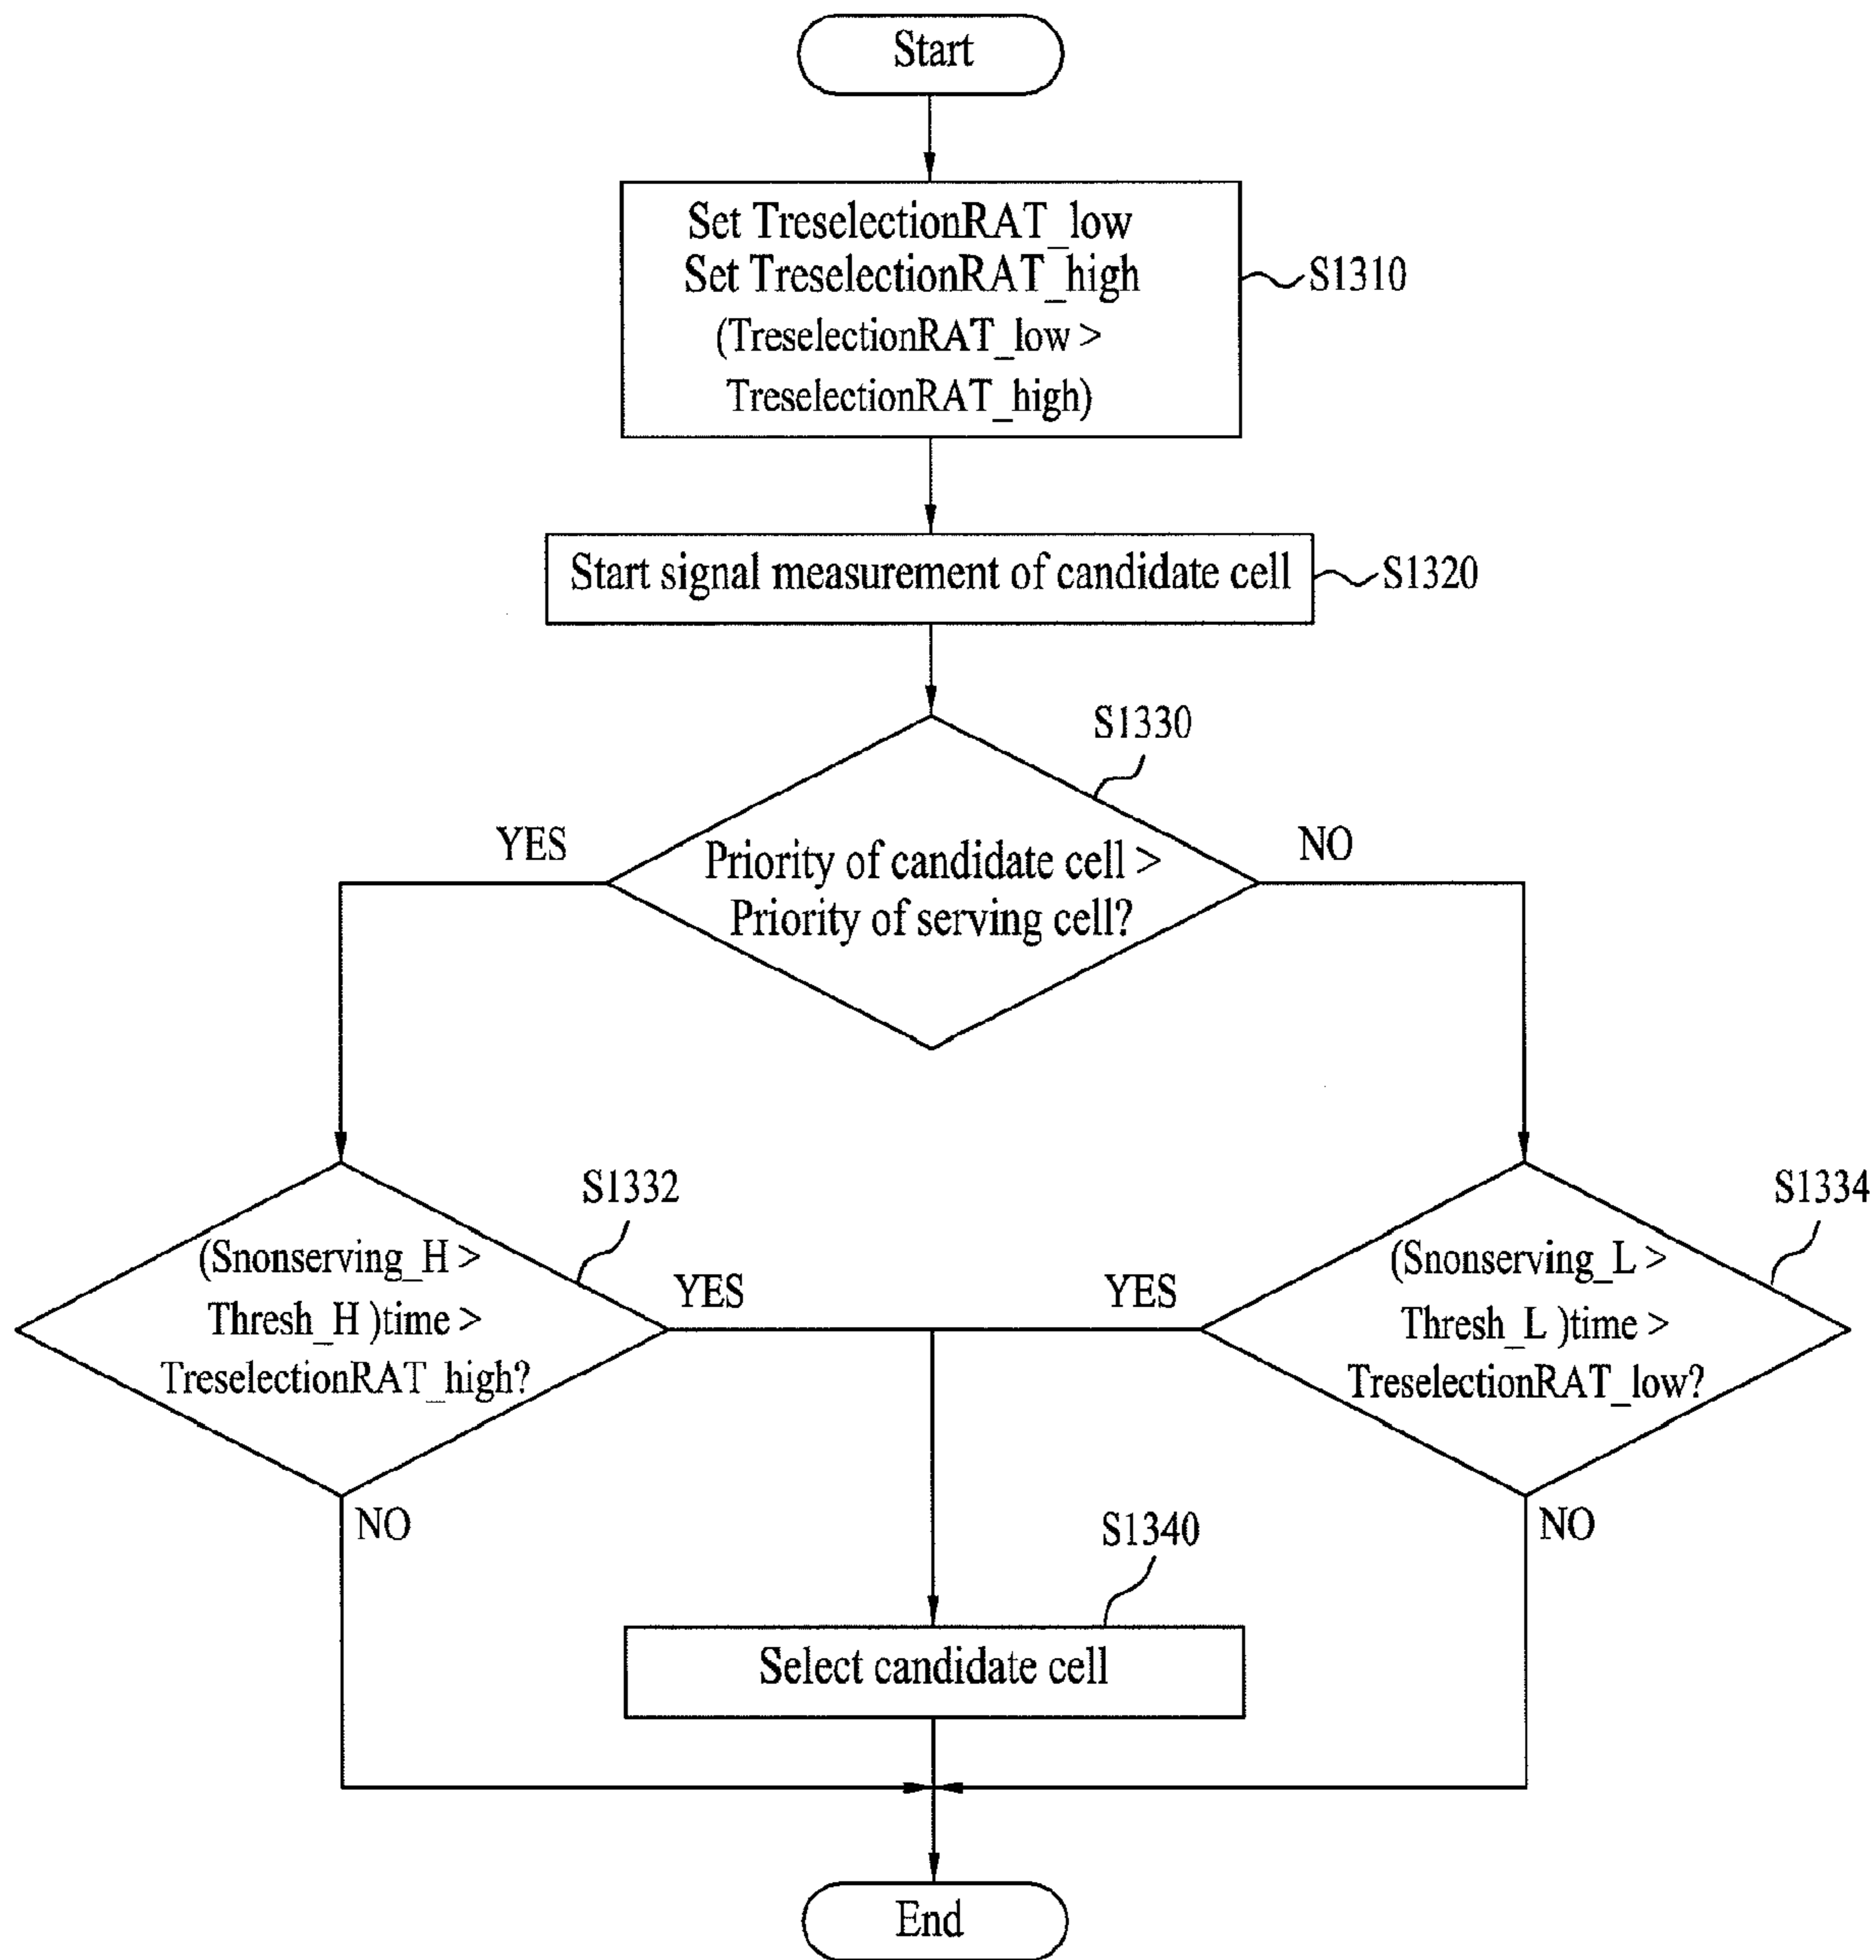 Start
Set TreselectionRAT_low
Set TreselectionRAT_high
(TreselectionRAT_low >
TreselectionRAT_high)
S1310
Start signal measurement of candidate cell
S1320
S1330
YES
NO
Priority of candidate cell >
Priority of serving cell?
S1332
(Snonserving_H >
Thresh_H )time >
TreselectionRAT_high?
YES
NO
S1334
(Snonserving_L >
Thresh_L )time >
TreselectionRAT_low?
YES
NO
S1340
Select candidate cell
End